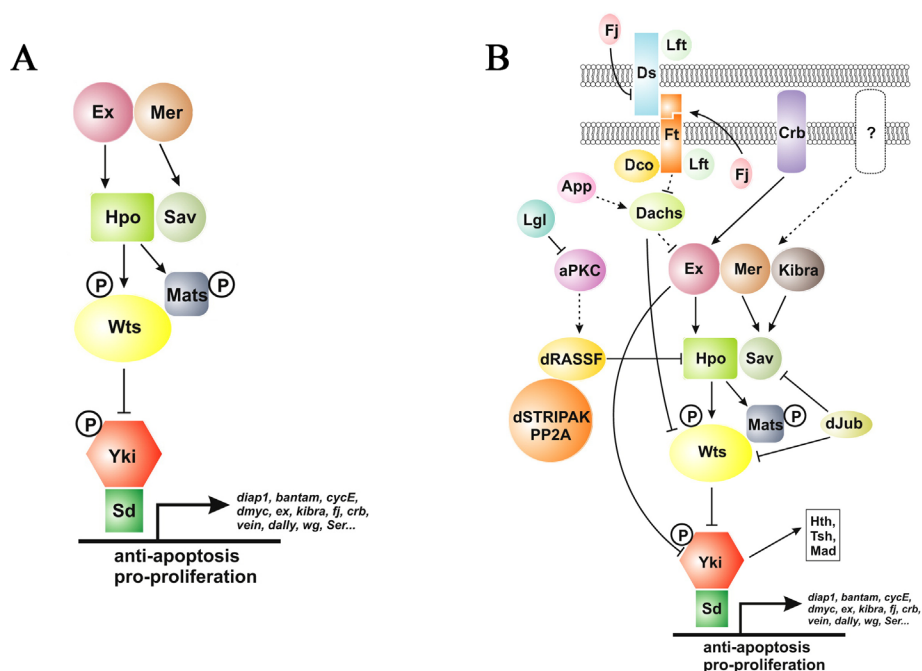 A
Ex
Mer
Hpo
Sav
P
Mats
P
Wts
P
Yki
Sd
diap1, bantam, cycE,
dmyc, ex, kibra, fj, crb,
vein, dally, wg, Ser...
anti-apoptosis
pro-proliferation
B
Fj
Lft
Ds
Ft
Crb
?
Dco
Lft
Fj
App
Dachs
Lgl
aPKC
Ex
Mer
Kibra
dRASSF
Hpo
Sav
dSTRIPAK
PP2A
P
Mats
P
dJub
Wts
P
Yki
Hth,
Tsh,
Mad
Sd
diap1, bantam, cycE,
dmyc, ex, kibra, fj, crb,
vein, dally, wg, Ser...
anti-apoptosis
pro-proliferation